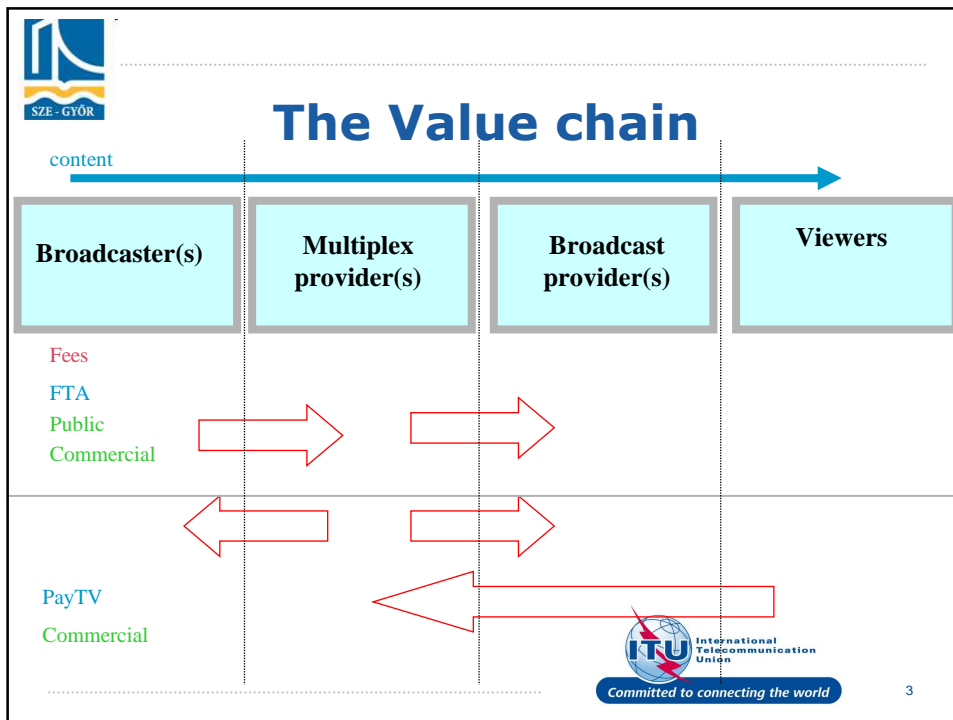 SZE - GYŐR
The Value chain
content
Broadcaster(s)
Multiplex
provider(s)
Broadcast
provider(s)
Viewers
Fees
FTA
Public
Commercial
PayTV
Commercial
ITU
International
Telecommunication
Union
Committed to connecting the world
3